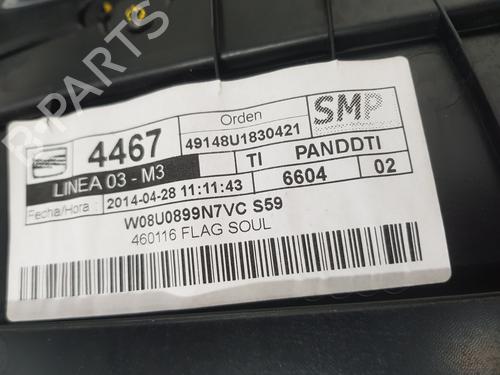 B-PARTS
Orden
SMP
4467
49148U1830421
LINEA 03 - M3
TI PANDDTI
Fecha/Hora : 2014-04-28 11:11:43
6604 02
W08U0899N7VC S59
460116 FLAG SOUL